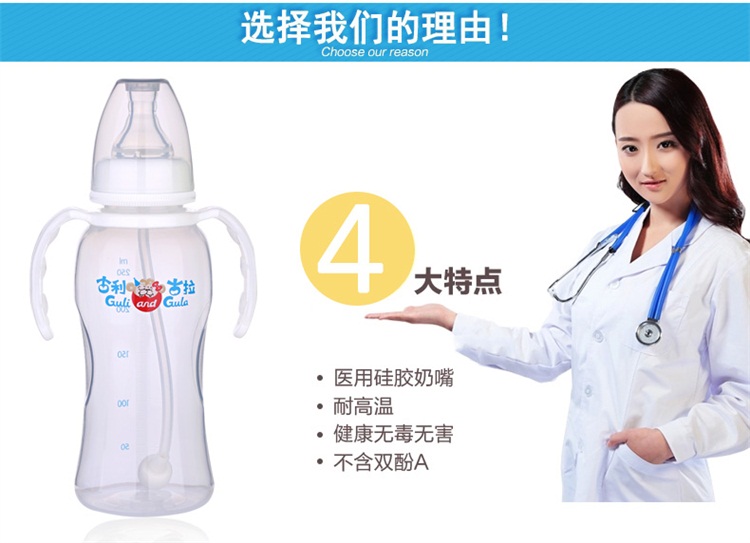 选择我们的理由！
Choose our reason
4
大特点
ml
250
古利 古拉
Guli and Gula
200
150
100
50
• 医用硅胶奶嘴
• 耐高温
• 健康无毒无害
• 不含双酚A